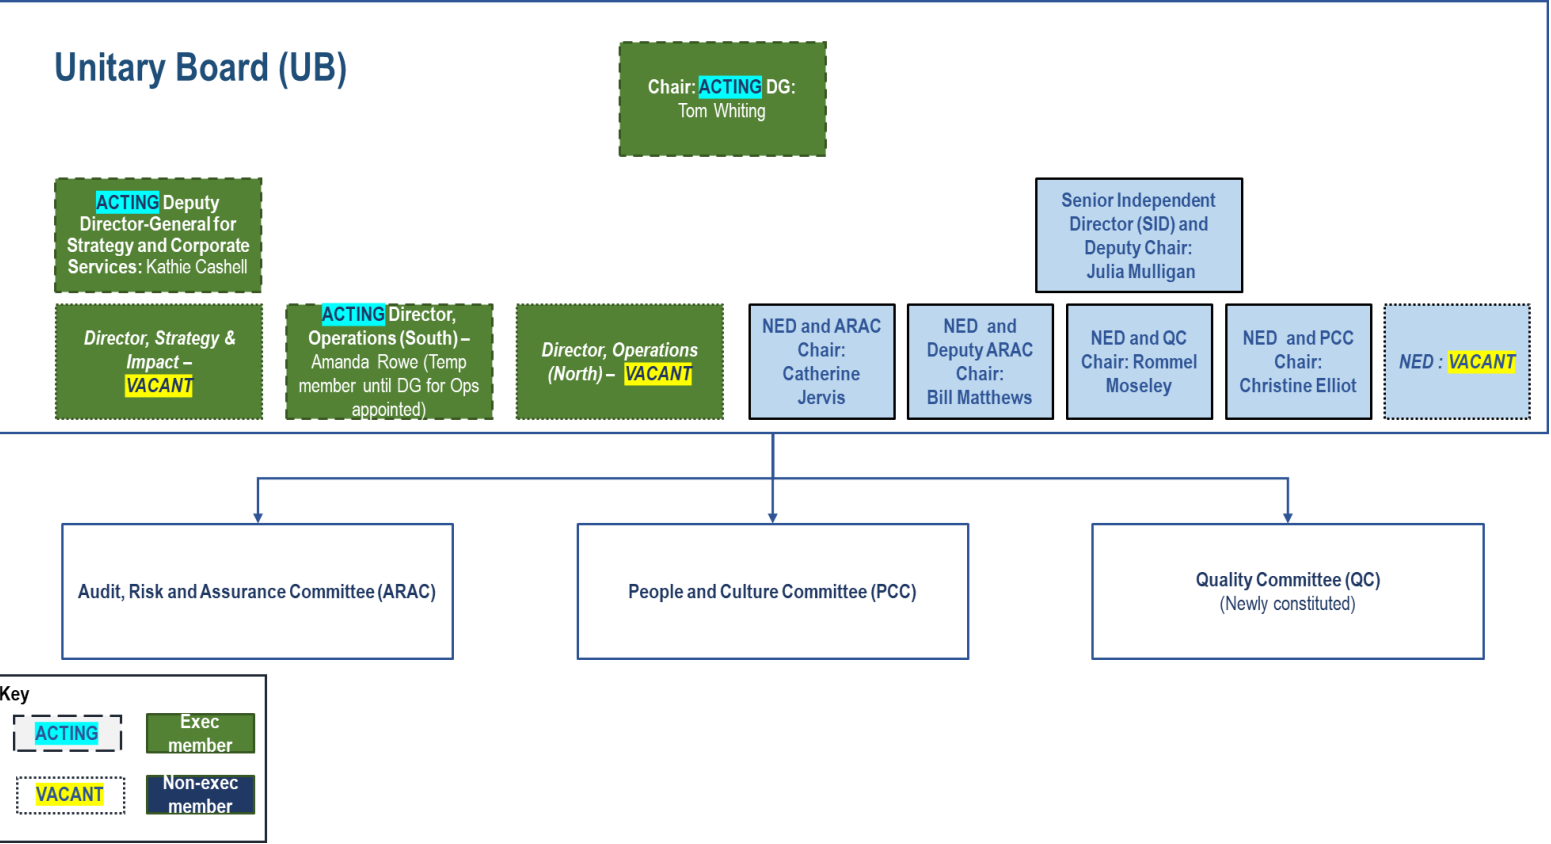 Unitary Board (UB)
Chair: ACTING DG:
Tom Whiting
ACTING Deputy
Director-General for
Strategy and Corporate
Services: Kathie Cashell
Senior Independent
Director (SID) and
Deputy Chair:
Julia Mulligan
Director, Strategy &
Impact –
VACANT
ACTING Director,
Operations (South) –
Amanda Rowe (Temp
member until DG for Ops
appointed)
Director, Operations
(North) – VACANT
NED and ARAC
Chair:
Catherine
Jervis
NED and
Deputy ARAC
Chair:
Bill Matthews
NED and QC
Chair: Rommel
Moseley
NED and PCC
Chair:
Christine Elliot
NED : VACANT
Audit, Risk and Assurance Committee (ARAC)
People and Culture Committee (PCC)
Quality Committee (QC)
(Newly constituted)
Key
ACTING
Exec
member
VACANT
Non-exec
member